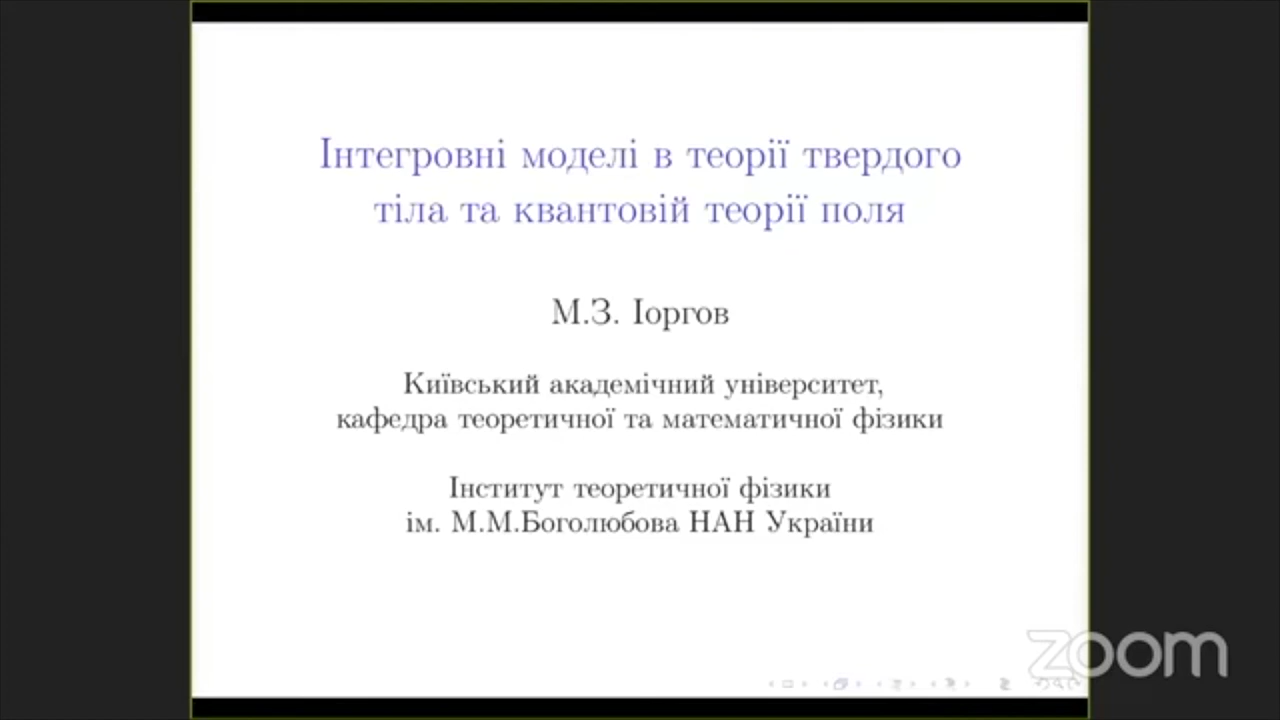 Інтегровні моделі в теорії твердого
тіла та квантовій теорії поля
М.З. Іоргов
Київський академічний університет,
кафедра теоретичної та математичної фізики
Інститут теоретичної фізики
ім. М.М.Боголюбова НАН України
zoom